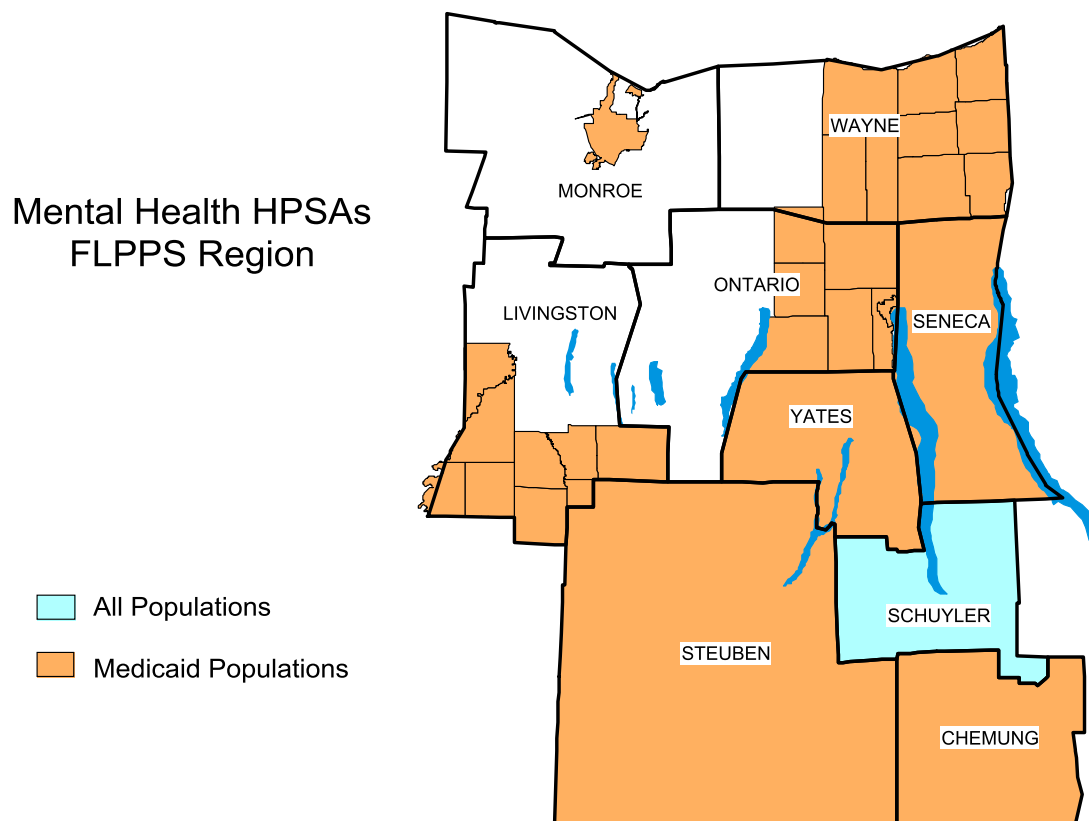 Mental Health HPSAs
FLPPS Region
WAYNE
MONROE
ONTARIO
LIVINGSTON
SENECA
YATES
All Populations
SCHUYLER
STEUBEN
Medicaid Populations
CHEMUNG